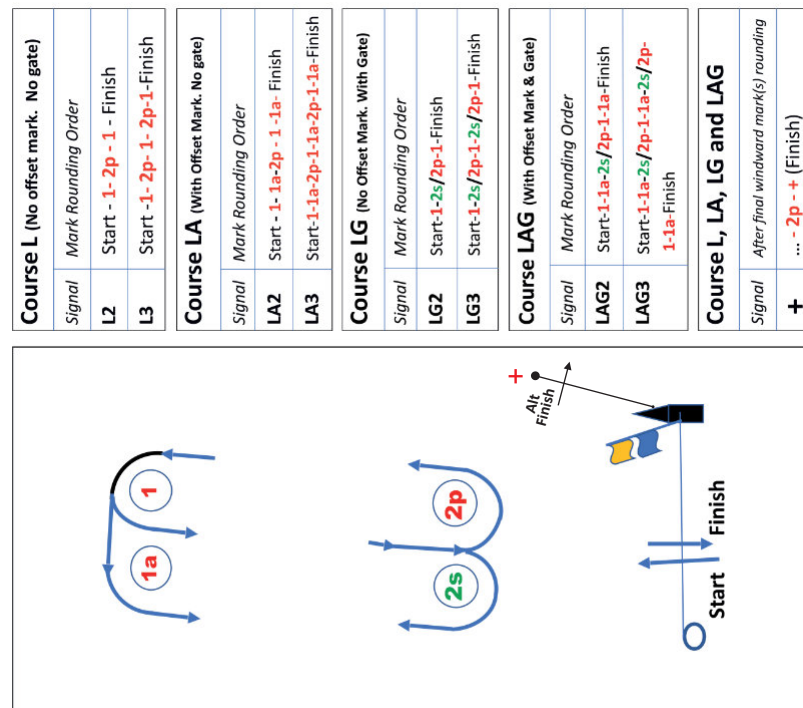 1a
1
2s
2p
+
Alt
Finish
Start
Finish
Course L (No offset mark. No gate)
Signal Mark Rounding Order
L2 Start - 1- 2p - 1 - Finish
L3 Start -1- 2p- 1- 2p-1-Finish
Course LA (With Offset Mark. No gate)
Signal Mark Rounding Order
LA2 Start - 1- 1a-2p - 1 -1a- Finish
LA3 Start-1-1a-2p-1-1a-2p-1-1a-Finish
Course LG (No Offset Mark. With Gate)
Signal Mark Rounding Order
LG2 Start-1-2s/2p-1-Finish
LG3 Start-1-2s/2p-1-2s/2p-1-Finish
Course LAG (With Offset Mark & Gate)
Signal Mark Rounding Order
LAG2 Start-1-1a-2s/2p-1-1a-Finish
LAG3 Start-1-1a-2s/2p-1-1a-2s/2p-
1-1a-Finish
Course L, LA, LG and LAG
Signal After final windward mark(s) rounding
+ ... - 2p - + (Finish)